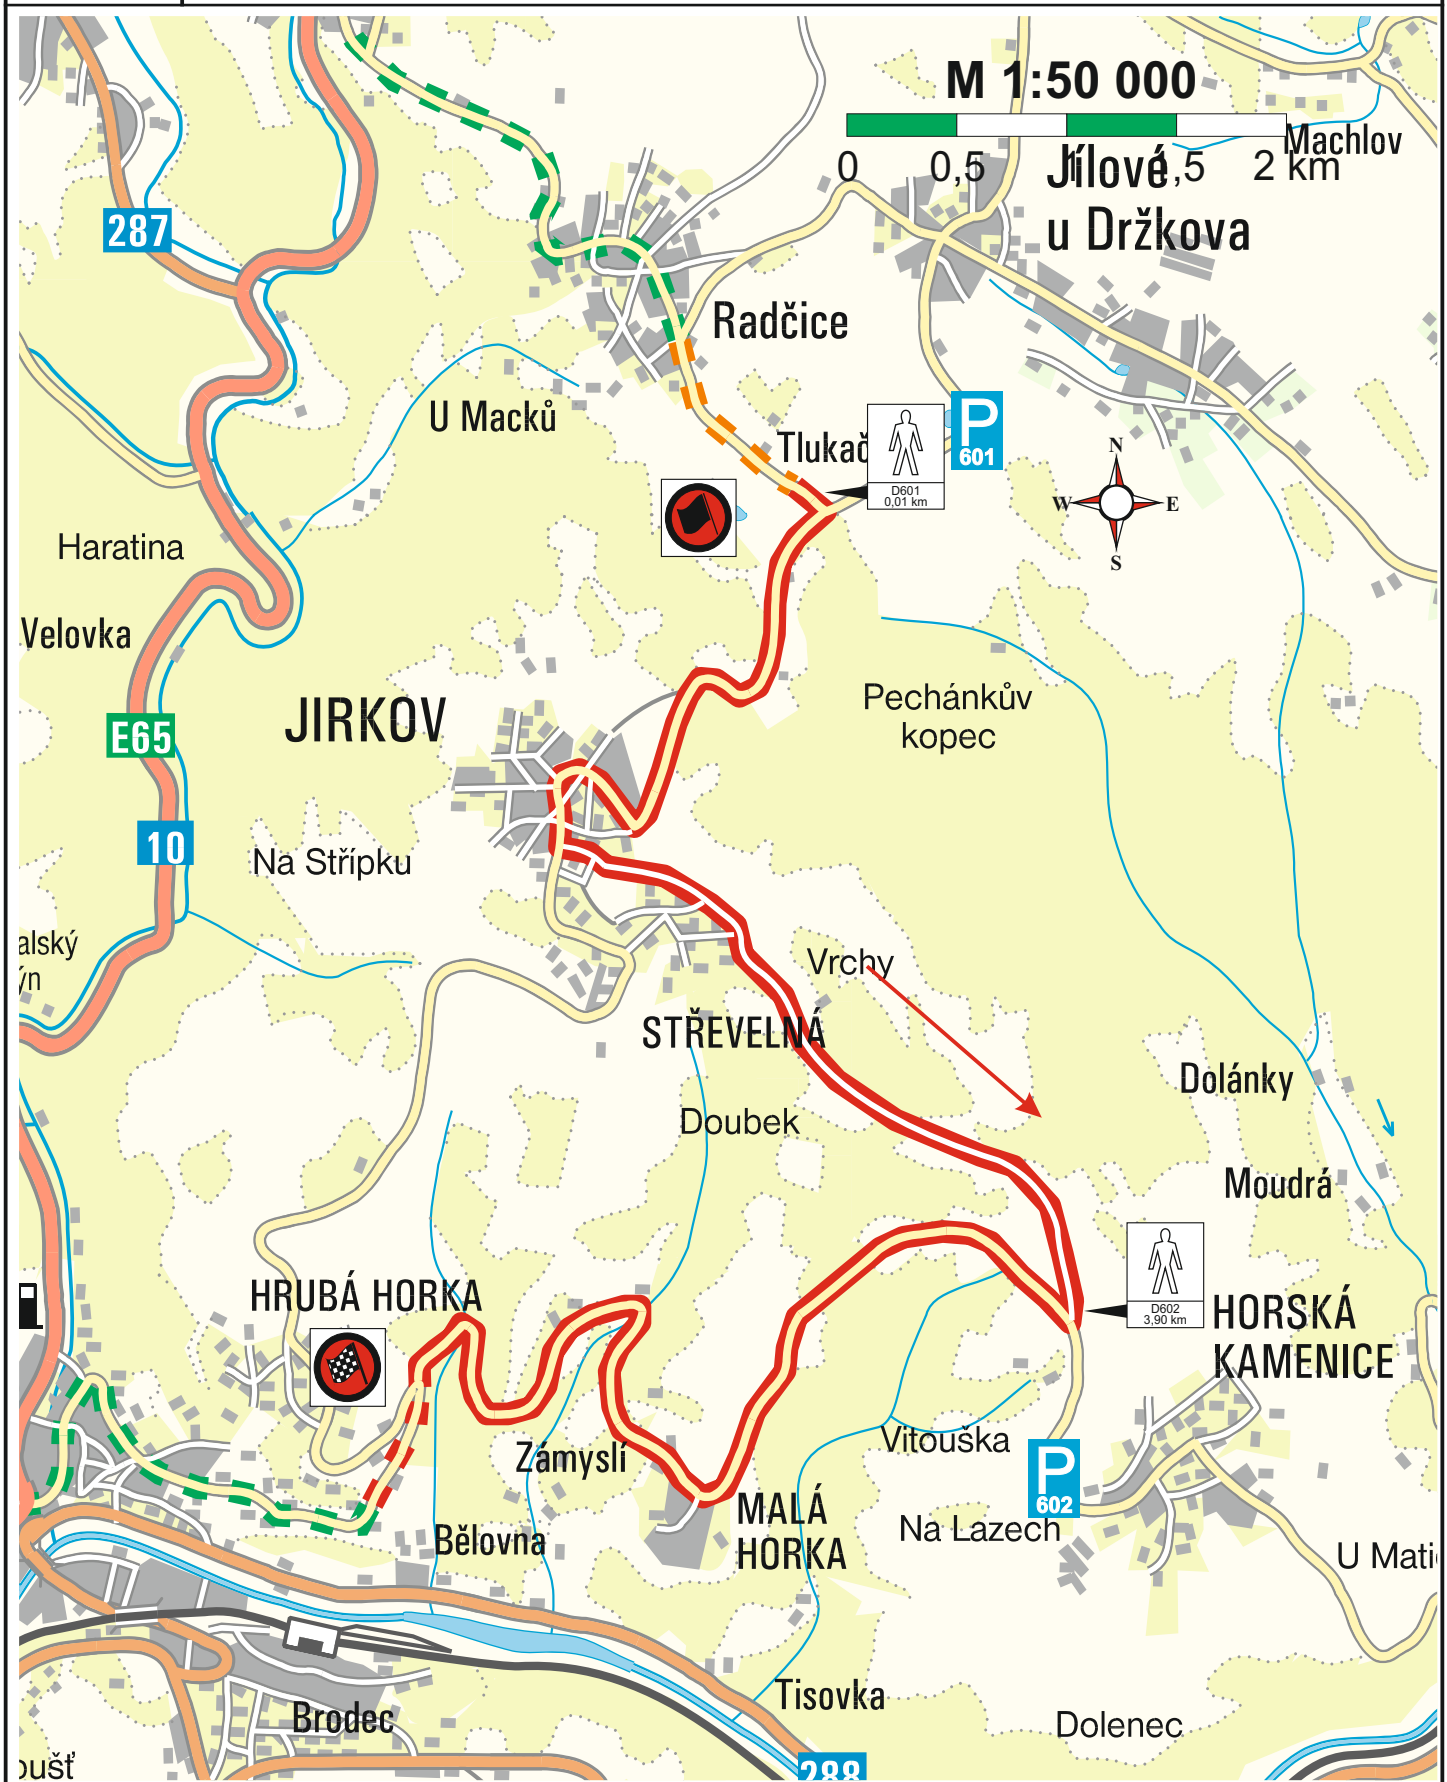 M 1:50 000
0 0,5 1 1,5 2 km
Machlov
Jílové
u Držkova
287
Radčice
U Macků
Tlukač
P
601
D601
0,01 km
N
W E
S
Haratina
Velovka
JIRKOV
Pechánkův
kopec
E65
10
Na Střípku
alský
ýn
Vrchy
STŘEVELNÁ
Doubek
Dolánky
Moudrá
HRUBÁ HORKA
D602
3,90 km
HORSKÁ
KAMENICE
Zámyslí
Vitouška
P
602
MALÁ
HORKA
Na Lazech
Bělovna
U Mati
Tisovka
Brodec
Dolenec
oušť
288